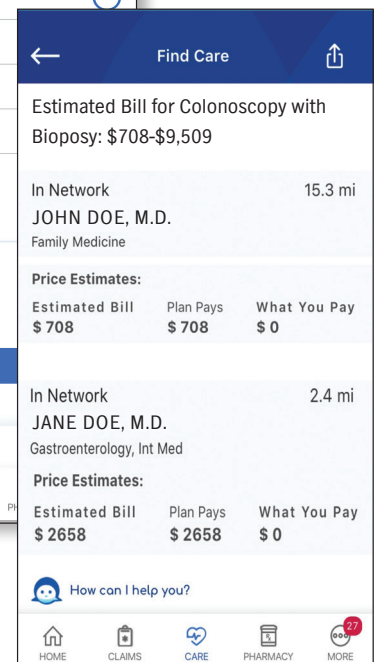 Find Care
Estimated Bill for Colonoscopy with
Bioposy: $708-$9,509
In Network 15.3 mi
JOHN DOE, M.D.
Family Medicine
Price Estimates:
Estimated Bill Plan Pays What You Pay
$ 708 $ 708 $ 0
In Network 2.4 mi
JANE DOE, M.D.
Gastroenterology, Int Med
Price Estimates:
Estimated Bill Plan Pays What You Pay
$ 2658 $ 2658 $ 0
How can I help you?
27
HOME CLAIMS CARE PHARMACY MORE